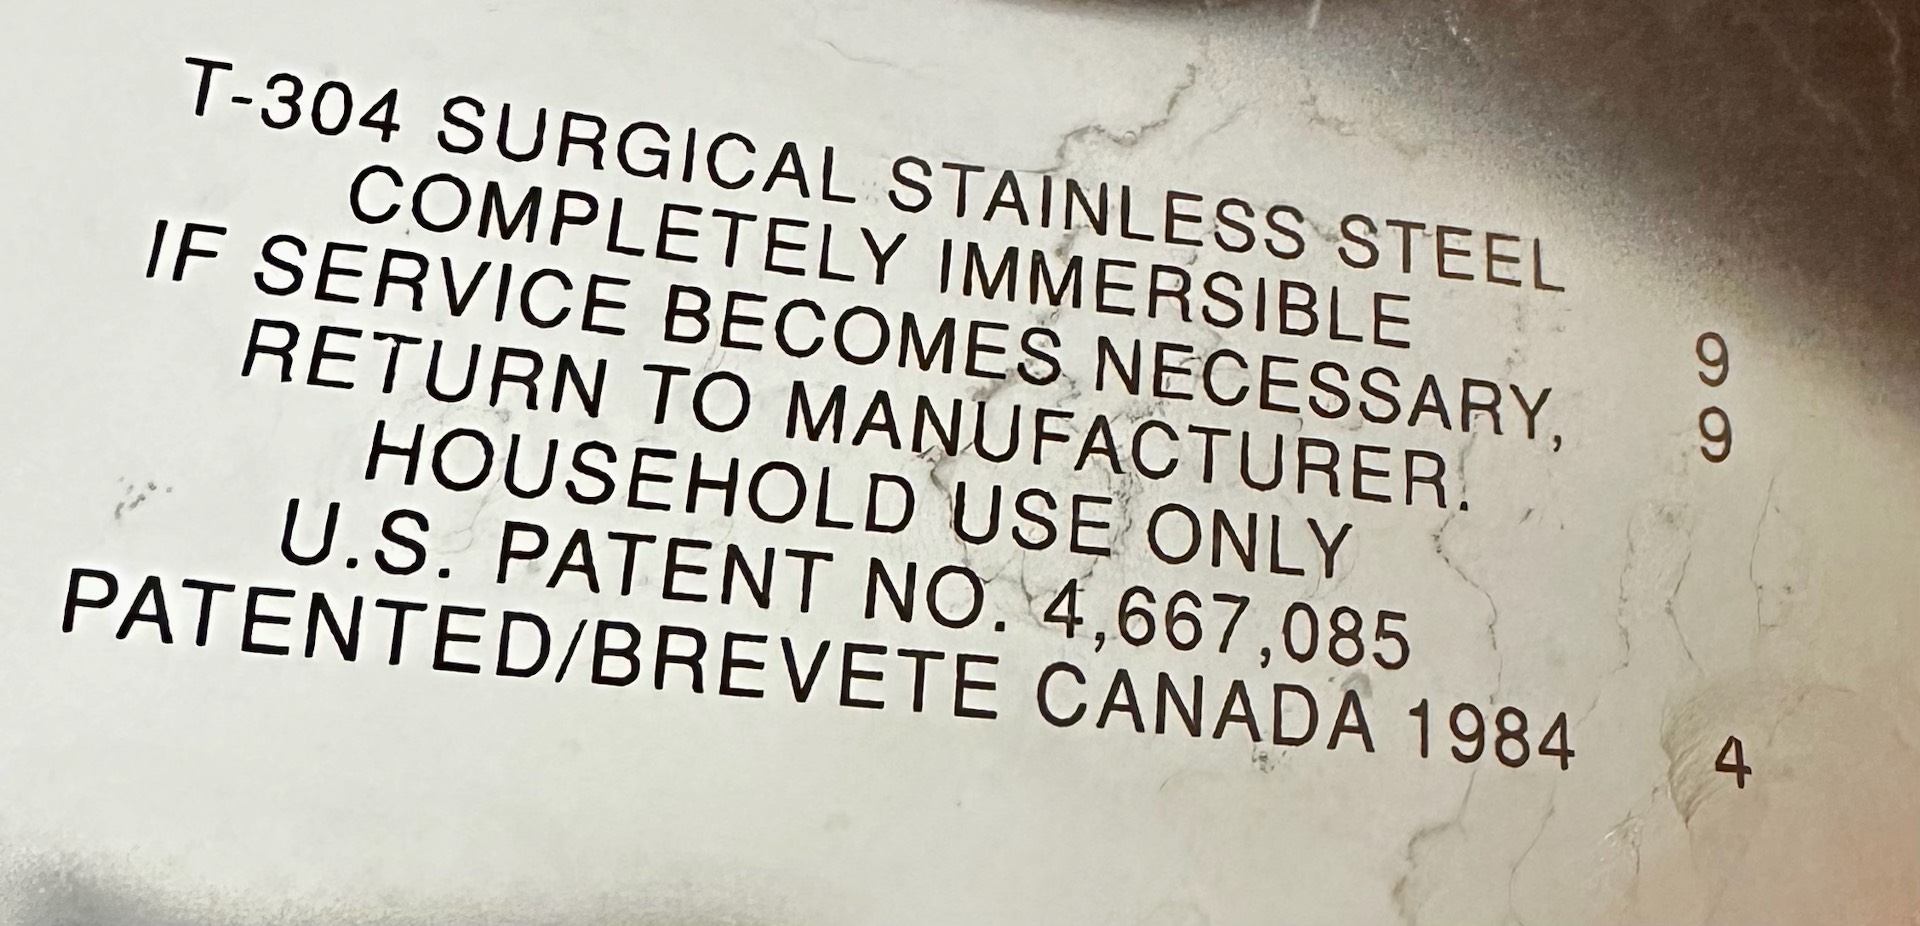 T-304 SURGICAL STAINLESS STEEL
COMPLETELY IMMERSIBLE
IF SERVICE BECOMES NECESSARY,
RETURN TO MANUFACTURER.
HOUSEHOLD USE ONLY
U.S. PATENT NO. 4,667,085
PATENTED/BREVETE CANADA 1984
9
9
4